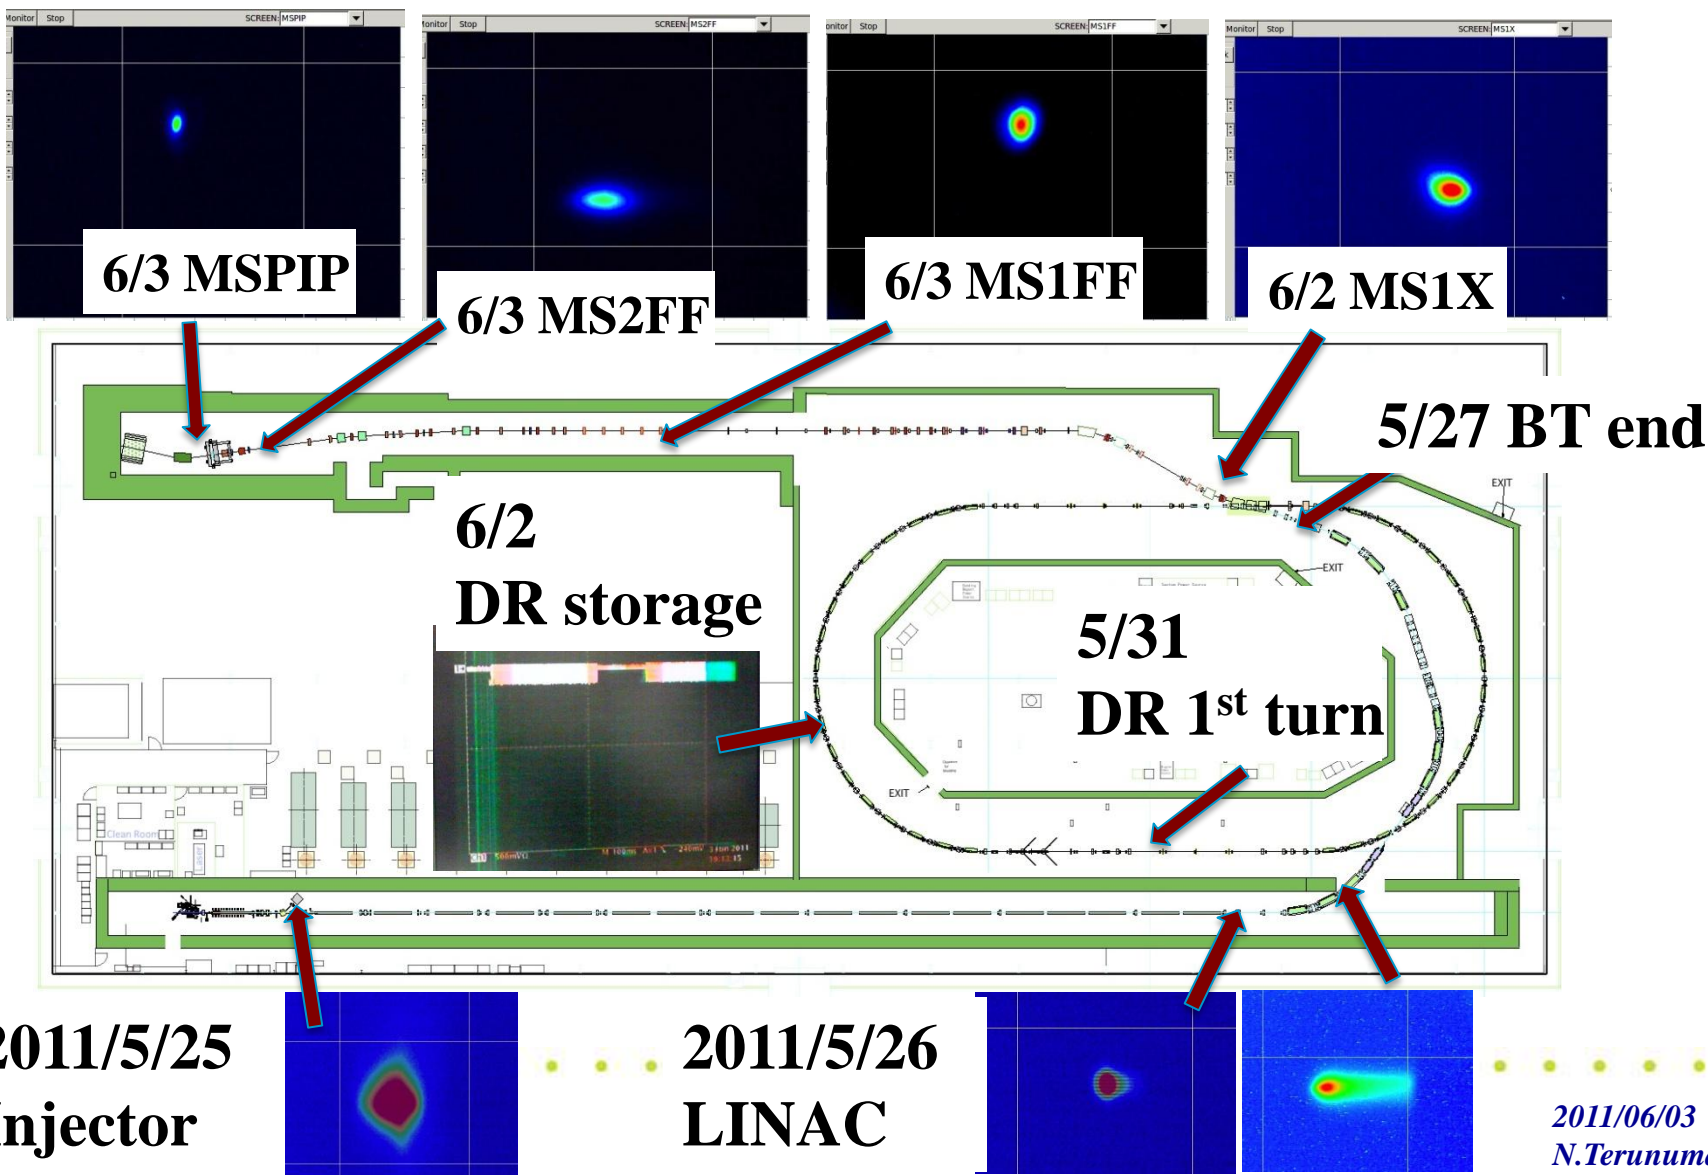 Monitor Stop SCREEN: MSPIP
Monitor Stop SCREEN: MS2FF
Monitor Stop SCREEN: MS1FF
Monitor Stop SCREEN: MS1X
6/3 MSPIP
6/3 MS2FF
6/3 MS1FF
6/2 MS1X
5/27 BT end
EXIT
EXIT
6/2
DR storage
5/31
DR 1st turn
EXIT
Clean Room
Laser
2011/5/25
Injector
2011/5/26
LINAC
2011/06/03
N.Terunuma